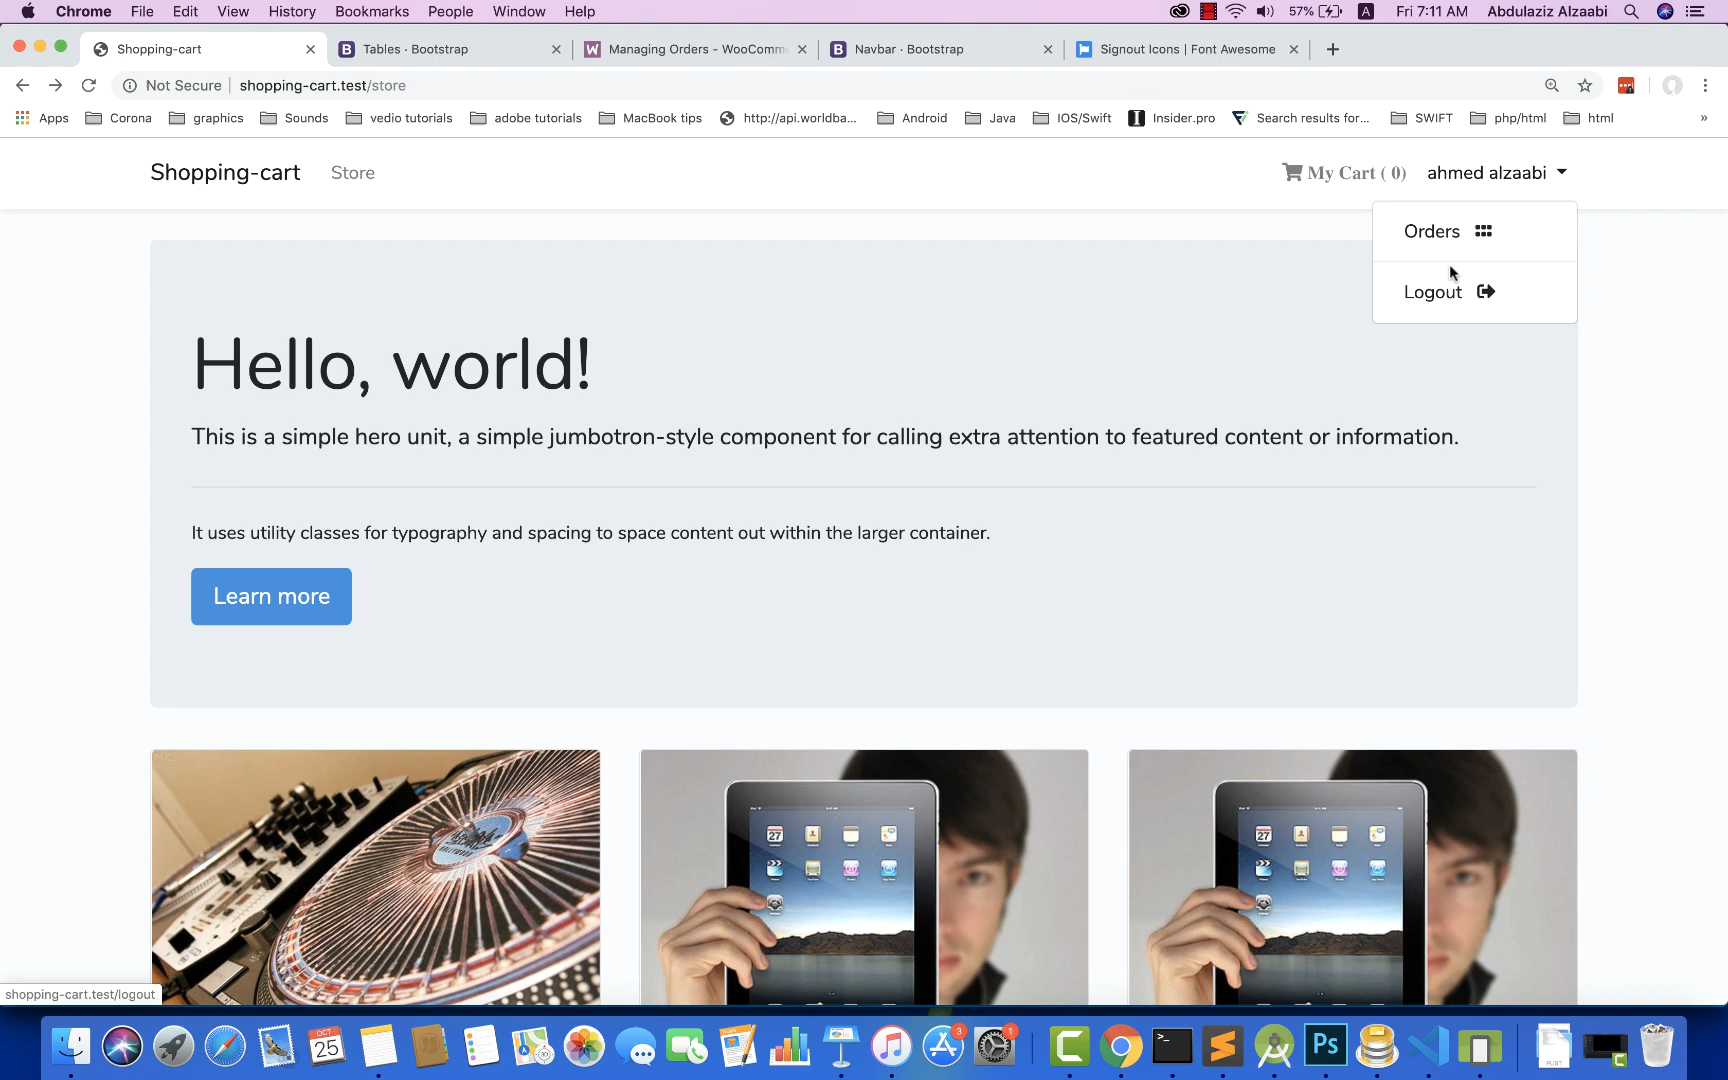 Chrome File Edit View History Bookmarks People Window Help 57% A Fri 7:11 AM Abdulaziz Alzaabi
Shopping-cart Tables · Bootstrap Managing Orders - WooComm Navbar · Bootstrap Signout Icons | Font Awesome
Not Secure shopping-cart.test/store
Apps Corona graphics Sounds vedio tutorials adobe tutorials MacBook tips http://api.worldba... Android Java IOS/Swift Insider.pro Search results for... SWIFT php/html html »
Shopping-cart Store My Cart ( 0) ahmed alzaabi
Orders
Logout
Hello, world!
This is a simple hero unit, a simple jumbotron-style component for calling extra attention to featured content or information.
It uses utility classes for typography and spacing to space content out within the larger container.
Learn more
shopping-cart.test/logout
OCT
25
3
1
Ps